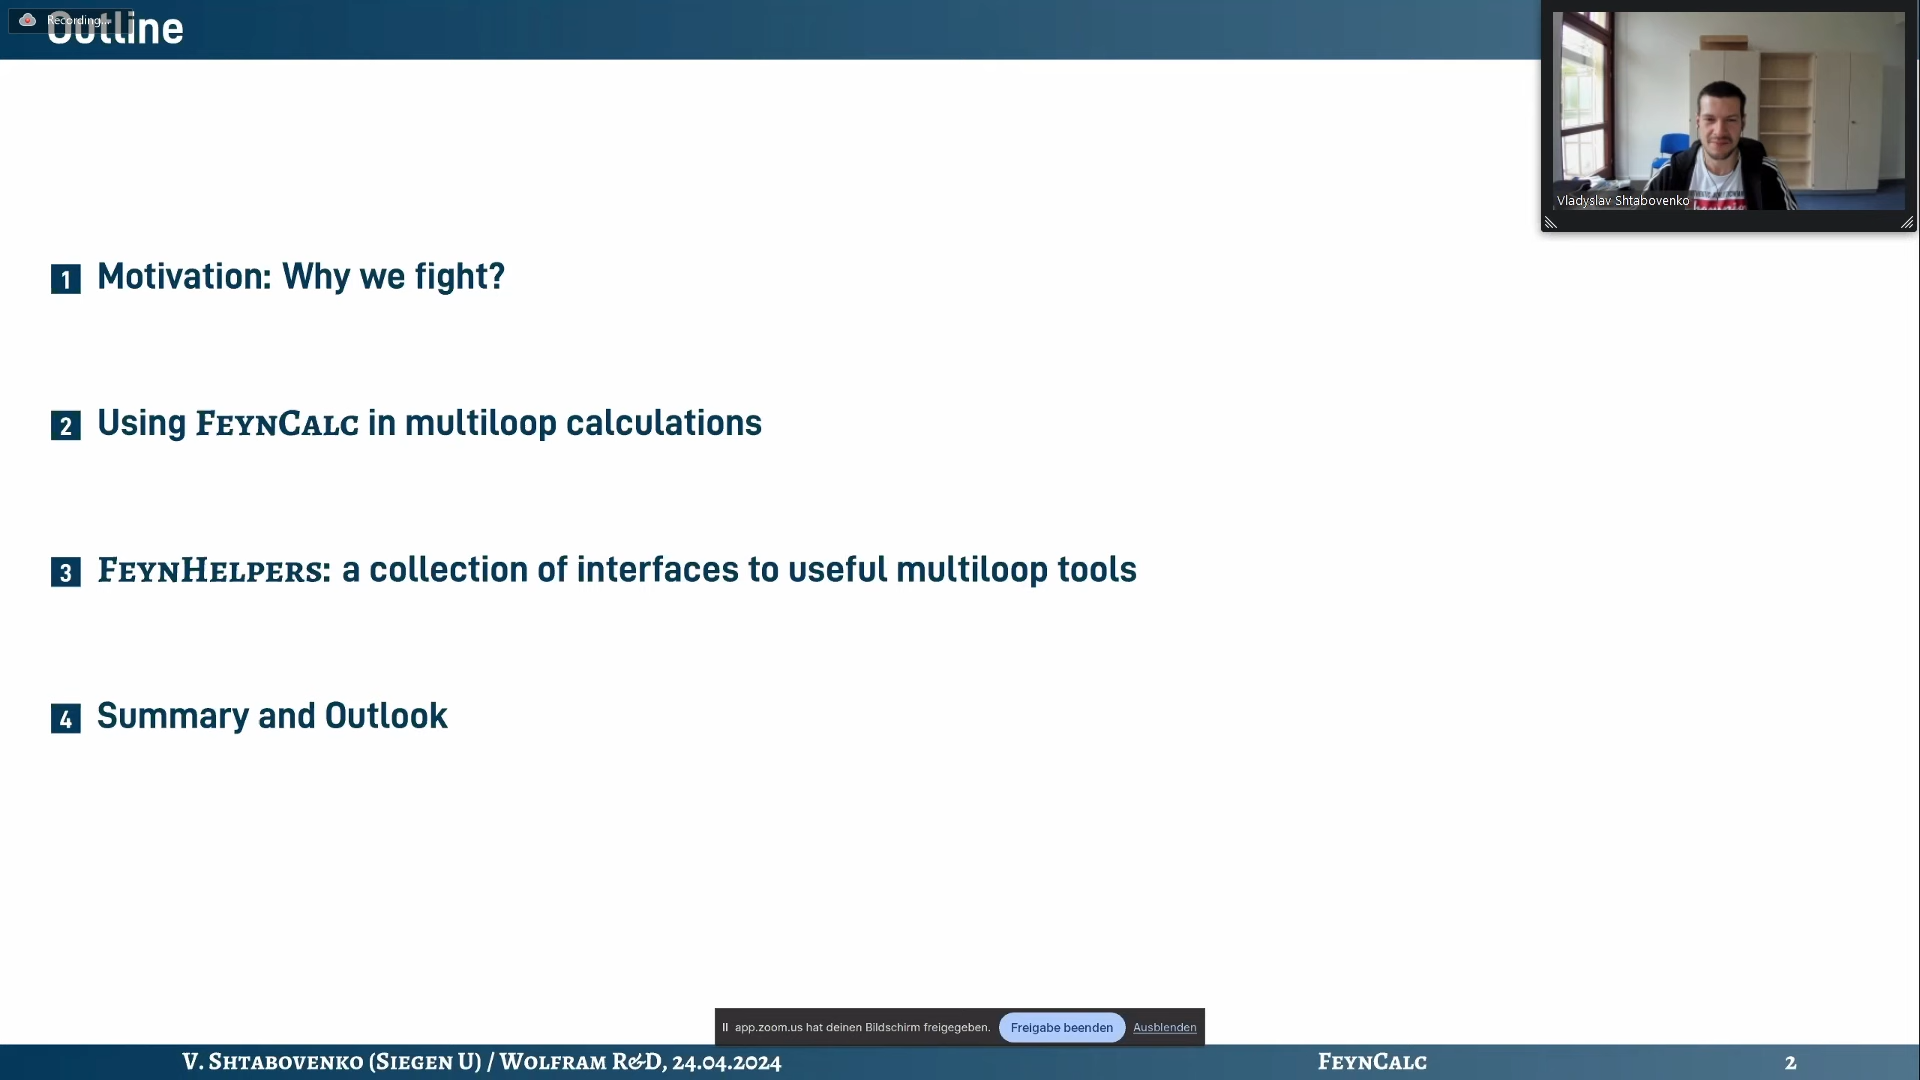 Recording...
Outline
Vladyslav Shtabovenko
1 Motivation: Why we fight?
2 Using FEYNCALC in multiloop calculations
3 FEYNHELPERS: a collection of interfaces to useful multiloop tools
4 Summary and Outlook
app.zoom.us hat deinen Bildschirm freigegeben. Freigabe beenden Ausblenden
V. SHTABOVENKO (SIEGEN U) / WOLFRAM R&D, 24.04.2024 FEYNCALC 2